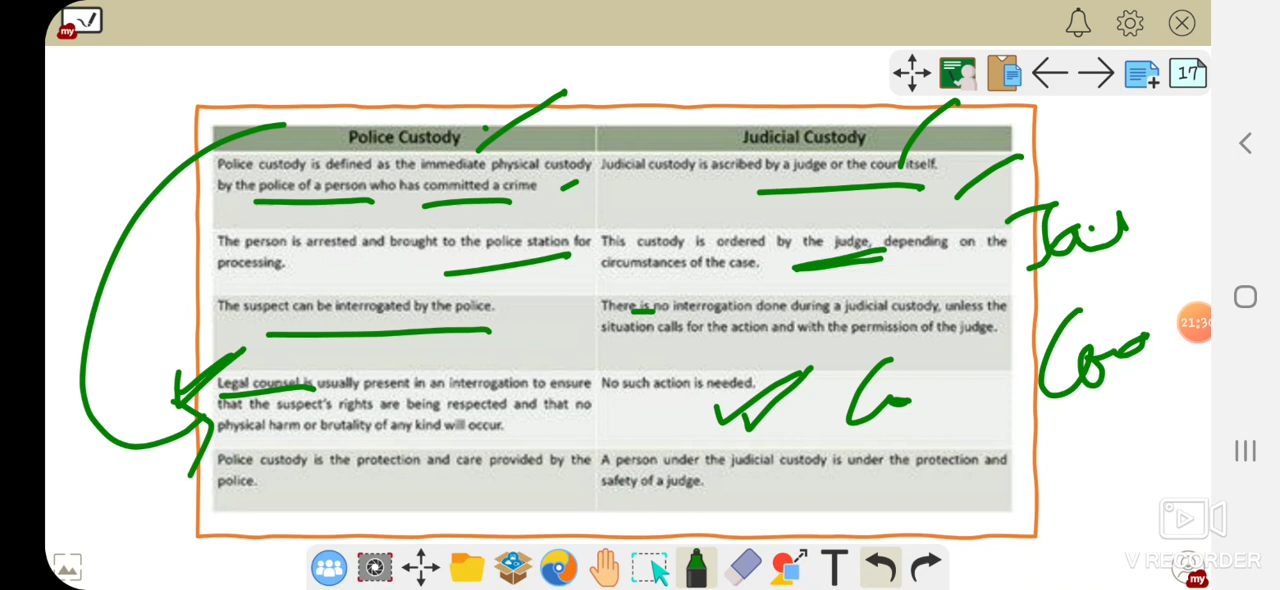 my
17
Police Custody
Judicial Custody
Police custody is defined as the immediate physical custody
by the police of a person who has committed a crime
Judicial custody is ascribed by a judge or the court itself.
The person is arrested and brought to the police station for
processing.
This custody is ordered by the judge, depending on the
circumstances of the case.
Jail
The suspect can be interrogated by the police.
There is no interrogation done during a judicial custody, unless the
situation calls for the action and with the permission of the judge.
21:30
Legal counsel is usually present in an interrogation to ensure
that the suspect's rights are being respected and that no
physical harm or brutality of any kind will occur.
No such action is needed.
Police custody is the protection and care provided by the
police.
A person under the judicial custody is under the protection and
safety of a judge.
T
V RECORDER
my